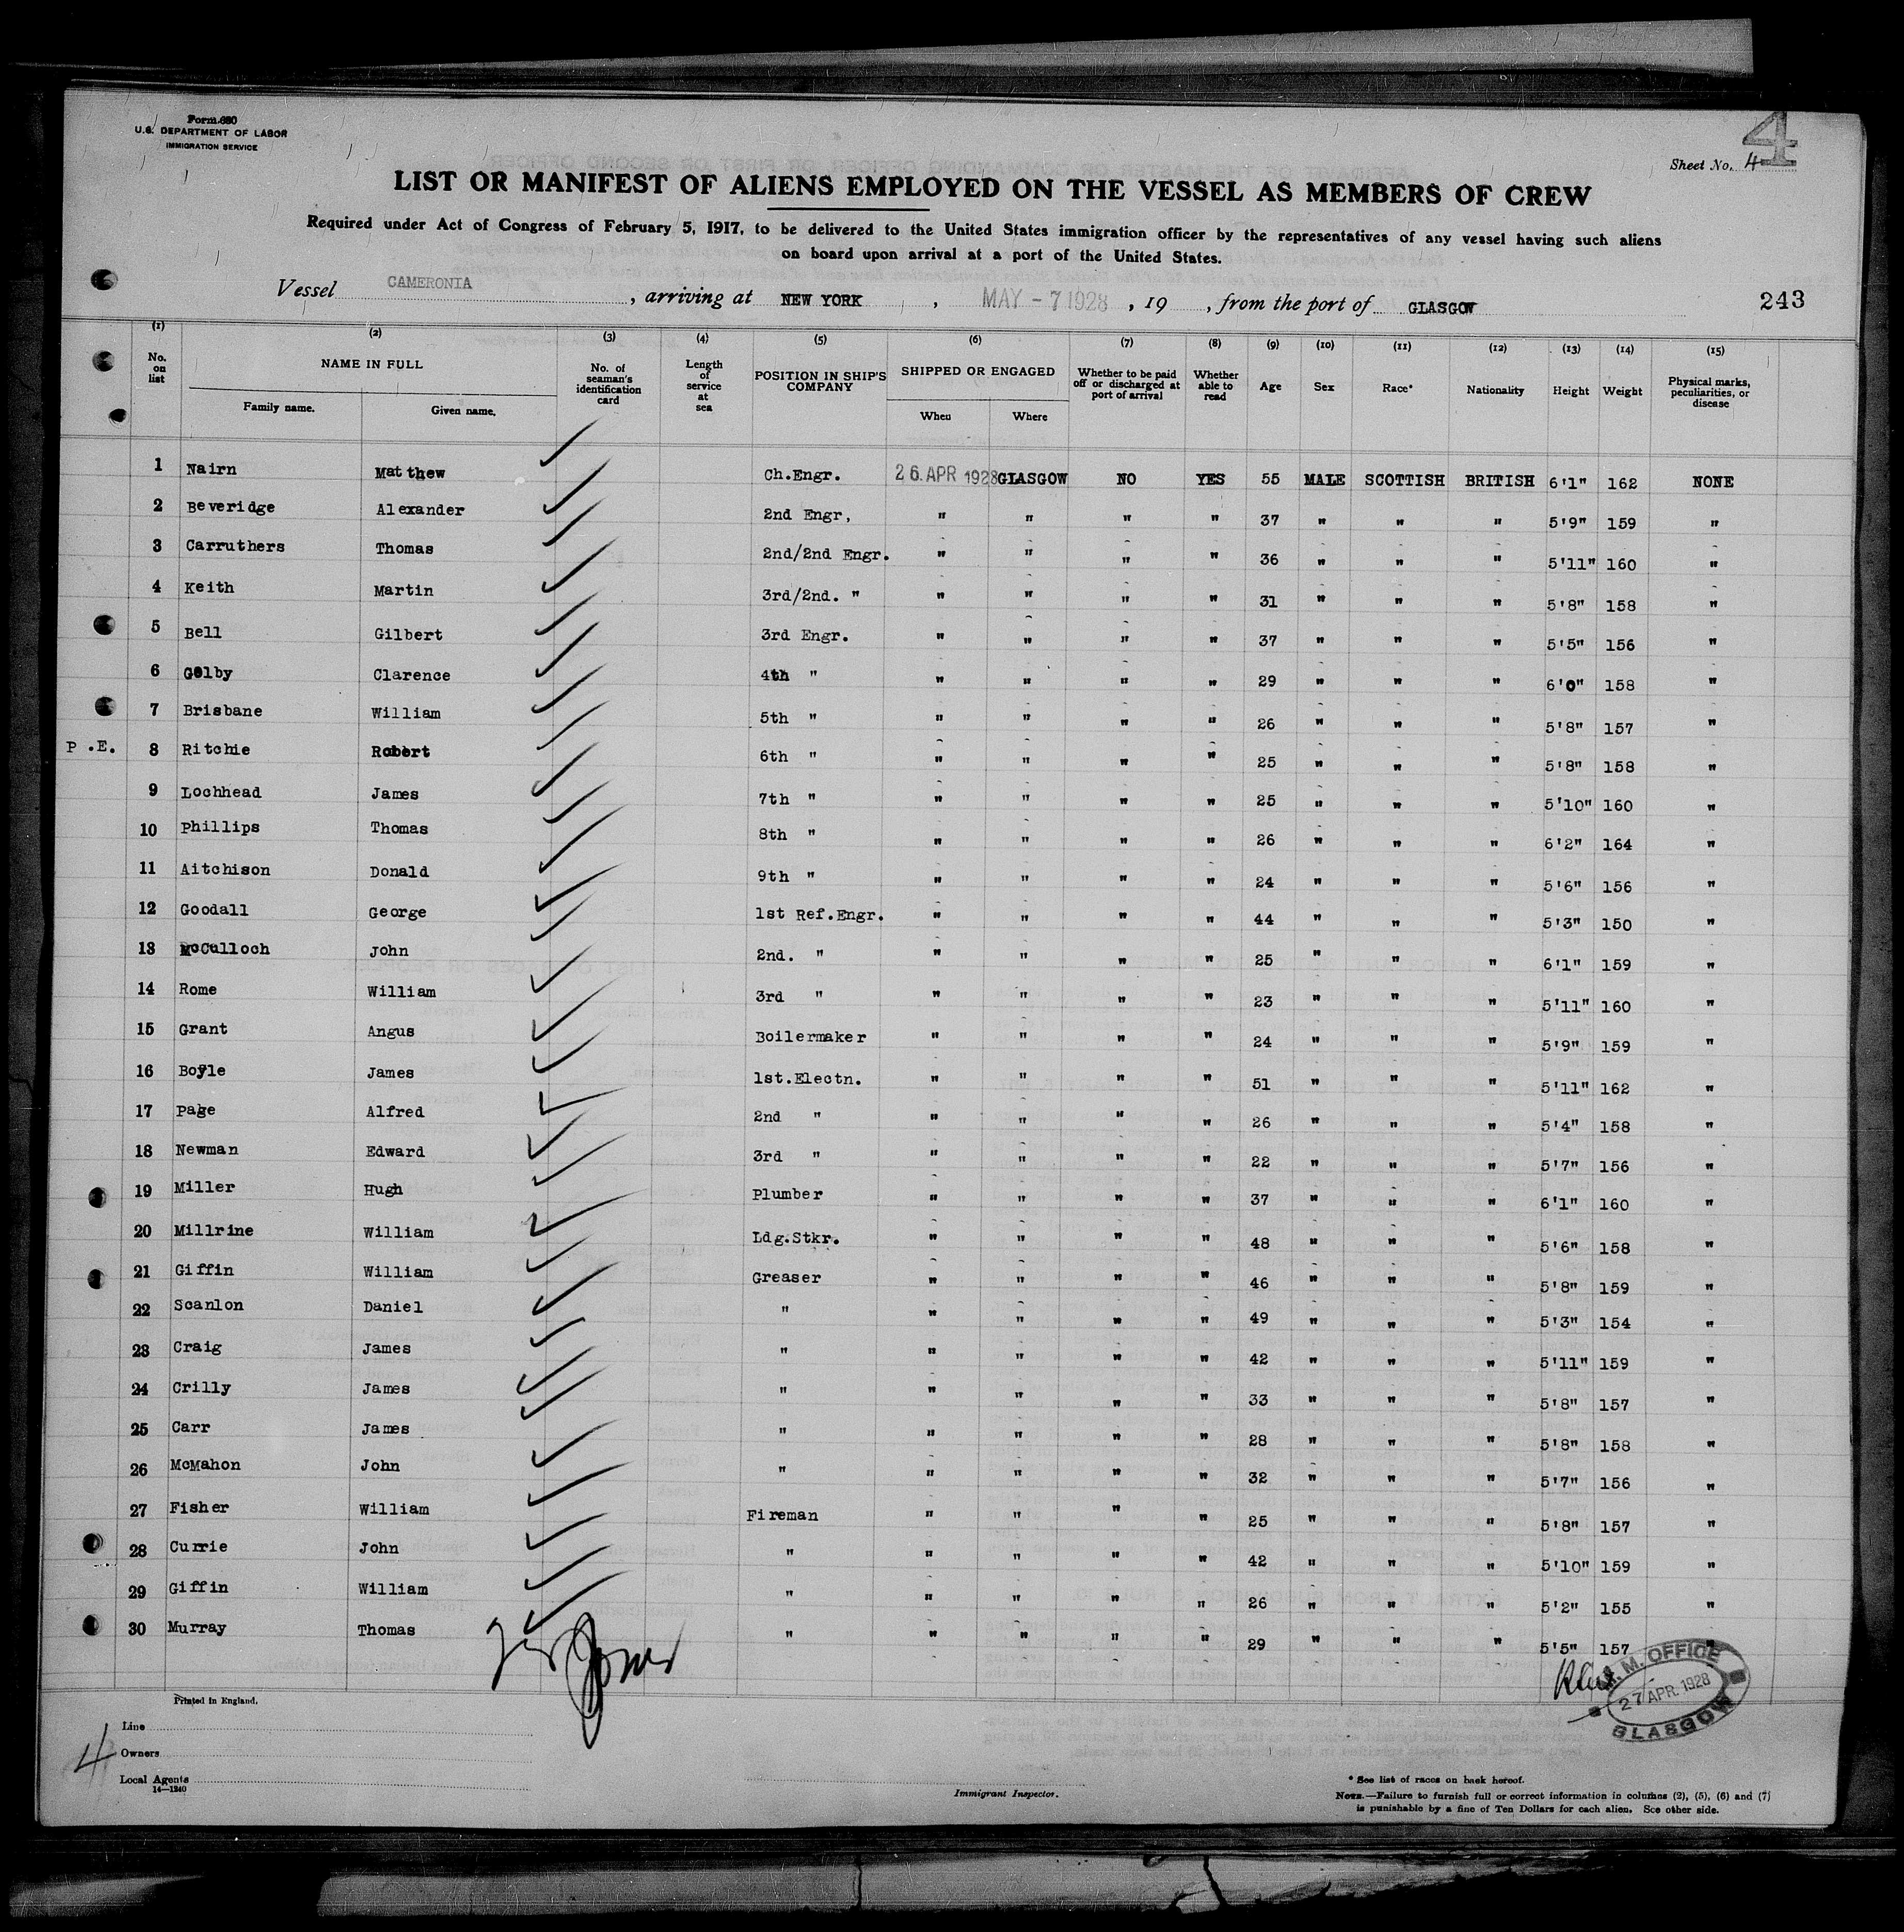 Form 680
U.S. DEPARTMENT OF LABOR
IMMIGRATION SERVICE
4
Sheet No. 4
LIST OR MANIFEST OF ALIENS EMPLOYED ON THE VESSEL AS MEMBERS OF CREW
Required under Act of Congress of February 5, 1917, to be delivered to the United States immigration officer by the representatives of any vessel having such aliens
on board upon arrival at a port of the United States.
Vessel CAMERONIA, arriving at NEW YORK, MAY - 7 1928, 19 , from the port of GLASGOW 243
(1) (2) (3) (4) (5) (6) (7) (8) (9) (10) (11) (12) (13) (14) (15)
No. on list NAME IN FULL Family name. Given name. No. of seaman's identification card Length of service at sea POSITION IN SHIP'S COMPANY SHIPPED OR ENGAGED When Where Whether to be paid off or discharged at port of arrival Whether able to read Age Sex Race* Nationality Height Weight Physical marks, peculiarities, or disease
1 Nairn Matthew Ch.Engr. 26.APR 1928 GLASGOW NO YES 55 MALE SCOTTISH BRITISH 6'1" 162 NONE
2 Beveridge Alexander 2nd Engr, " " " " 37 " " " 5'9" 159 "
3 Carruthers Thomas 2nd/2nd Engr. " " " " 36 " " " 5'11" 160 "
4 Keith Martin 3rd/2nd. " " " " " 31 " " " 5'8" 158 "
5 Bell Gilbert 3rd Engr. " " " " 37 " " " 5'5" 156 "
6 Golby Clarence 4th " " " " " 29 " " " 6'0" 158 "
7 Brisbane William 5th " " " " " 26 " " " 5'8" 157 "
P.E. 8 Ritchie Robert 6th " " " " " 25 " " " 5'8" 158 "
9 Lochhead James 7th " " " " " 25 " " " 5'10" 160 "
10 Phillips Thomas 8th " " " " " 26 " " " 6'2" 164 "
11 Aitchison Donald 9th " " " " " 24 " " " 5'6" 156 "
12 Goodall George 1st Ref.Engr. " " " " 44 " " " 5'3" 150 "
13 McCulloch John 2nd. " " " " " 25 " " " 6'1" 159 "
14 Rome William 3rd " " " " " 23 " " " 5'11" 160 "
15 Grant Angus Boilermaker " " " " 24 " " " 5'9" 159 "
16 Boyle James 1st.Electn. " " " " 51 " " " 5'11" 162 "
17 Page Alfred 2nd " " " " " 26 " " " 5'4" 158 "
18 Newman Edward 3rd " " " " " 22 " " " 5'7" 156 "
19 Miller Hugh Plumber " " " " 37 " " " 6'1" 160 "
20 Millrine William Ldg.Stkr. " " " " 48 " " " 5'6" 158 "
21 Giffin William Greaser " " " " 46 " " " 5'8" 159 "
22 Scanlon Daniel " " " " " 49 " " " 5'3" 154 "
23 Craig James " " " " " 42 " " " 5'11" 159 "
24 Crilly James " " " " " 33 " " " 5'8" 157 "
25 Carr James " " " " " 28 " " " 5'8" 158 "
26 McMahon John " " " " " 32 " " " 5'7" 156 "
27 Fisher William Fireman " " " " 25 " " " 5'8" 157 "
28 Currie John " " " " " 42 " " " 5'10" 159 "
29 Giffin William " " " " " 26 " " " 5'2" 155 "
30 Murray Thomas " " " " " 29 " " " 5'5" 157 "
Jones
M. OFFICE
27 APR. 1928
GLASGOW
Printed in England.
Line
4
Owners
Local Agents
14—1240
Immigrant Inspector.
* See list of races on back hereof.
NOTE.—Failure to furnish full or correct information in columns (2), (5), (6) and (7)
is punishable by a fine of Ten Dollars for each alien. See other side.